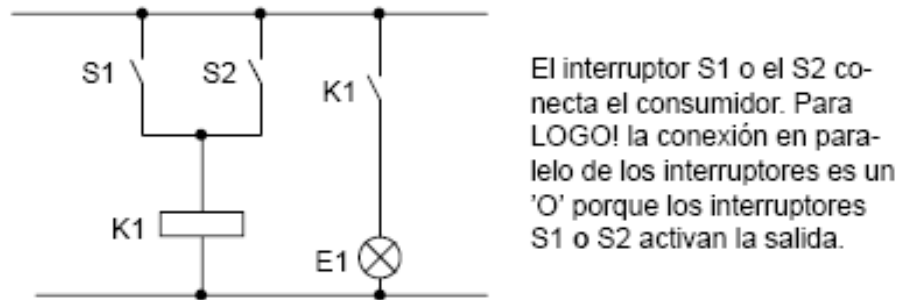 S1
S2
K1
K1
E1
El interruptor S1 o el S2 co-
necta el consumidor. Para
LOGO! la conexión en para-
lelo de los interruptores es un
'O' porque los interruptores
S1 o S2 activan la salida.